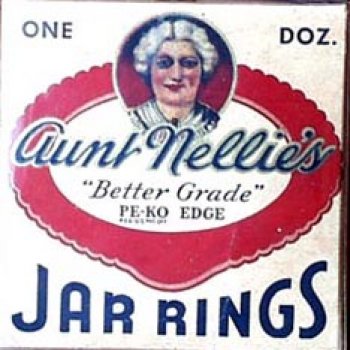 ONE DOZ.
Aunt Nellie's
"Better Grade"
PE-KO EDGE
JAR RINGS